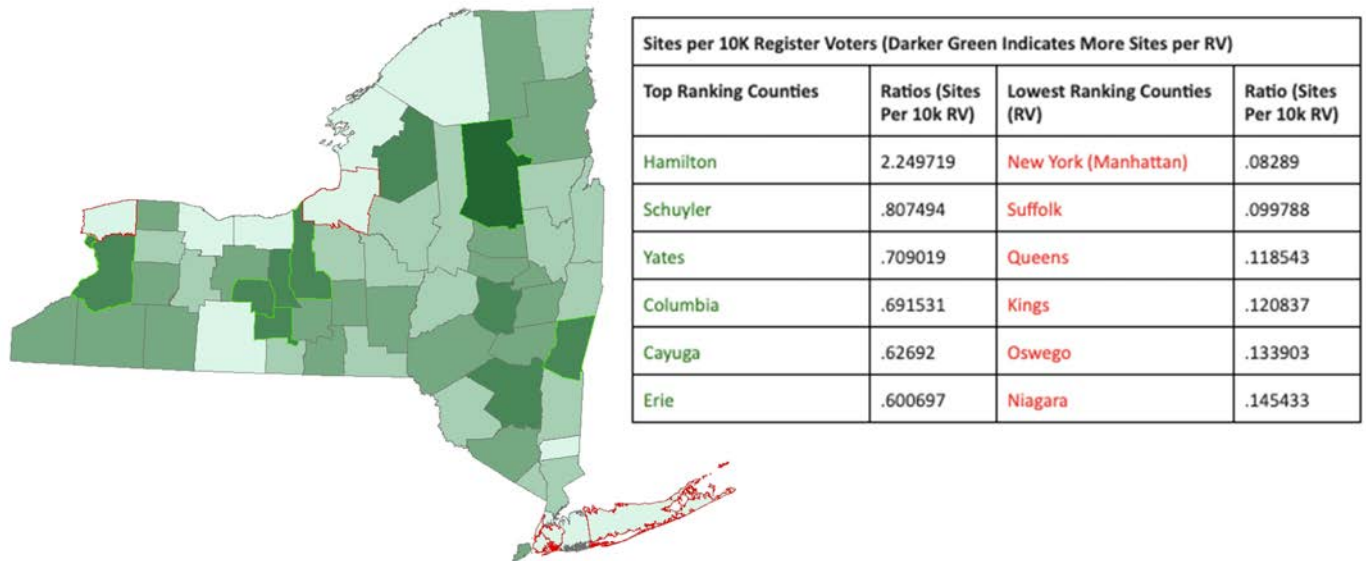 Sites per 10K Register Voters (Darker Green Indicates More Sites per RV)
Top Ranking Counties
Ratios (Sites
Per 10k RV)
Lowest Ranking Counties
(RV)
Ratio (Sites
Per 10k RV)
Hamilton 2.249719 New York (Manhattan) .08289
Schuyler .807494 Suffolk .099788
Yates .709019 Queens .118543
Columbia .691531 Kings .120837
Cayuga .62692 Oswego .133903
Erie .600697 Niagara .145433